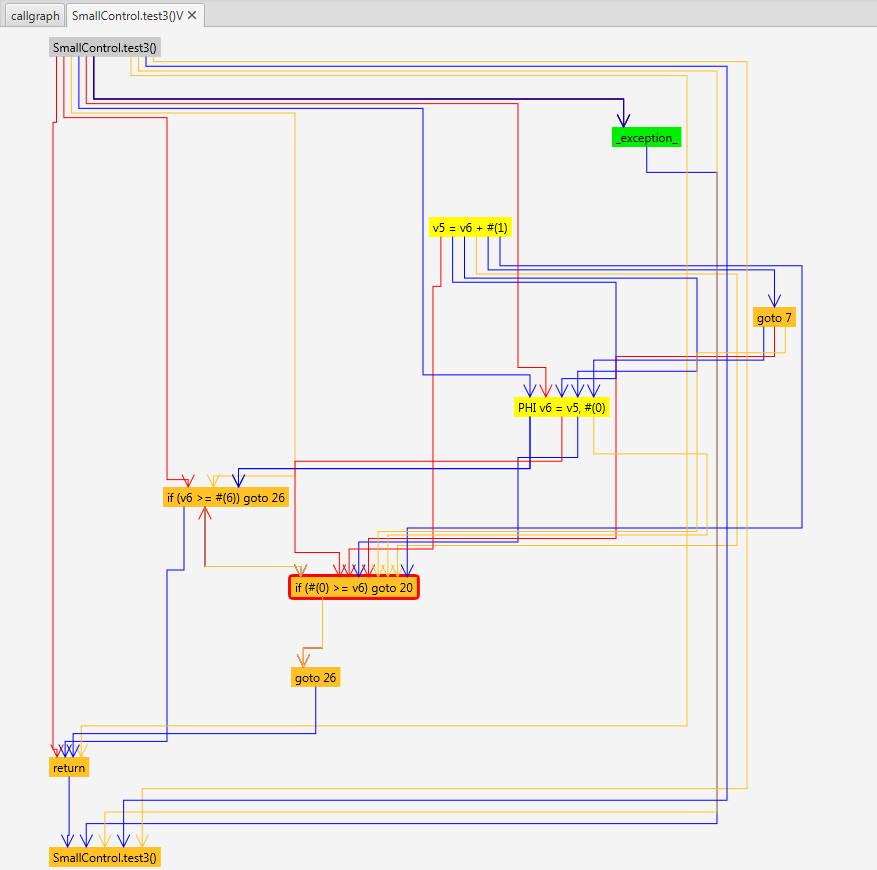 callgraph
SmallControl.test3()V
SmallControl.test3()
_exception_
v5 = v6 + #(1)
goto 7
PHI v6 = v5, #(0)
if (v6 >= #(6)) goto 26
if (#(0) >= v6) goto 20
goto 26
return
SmallControl.test3()